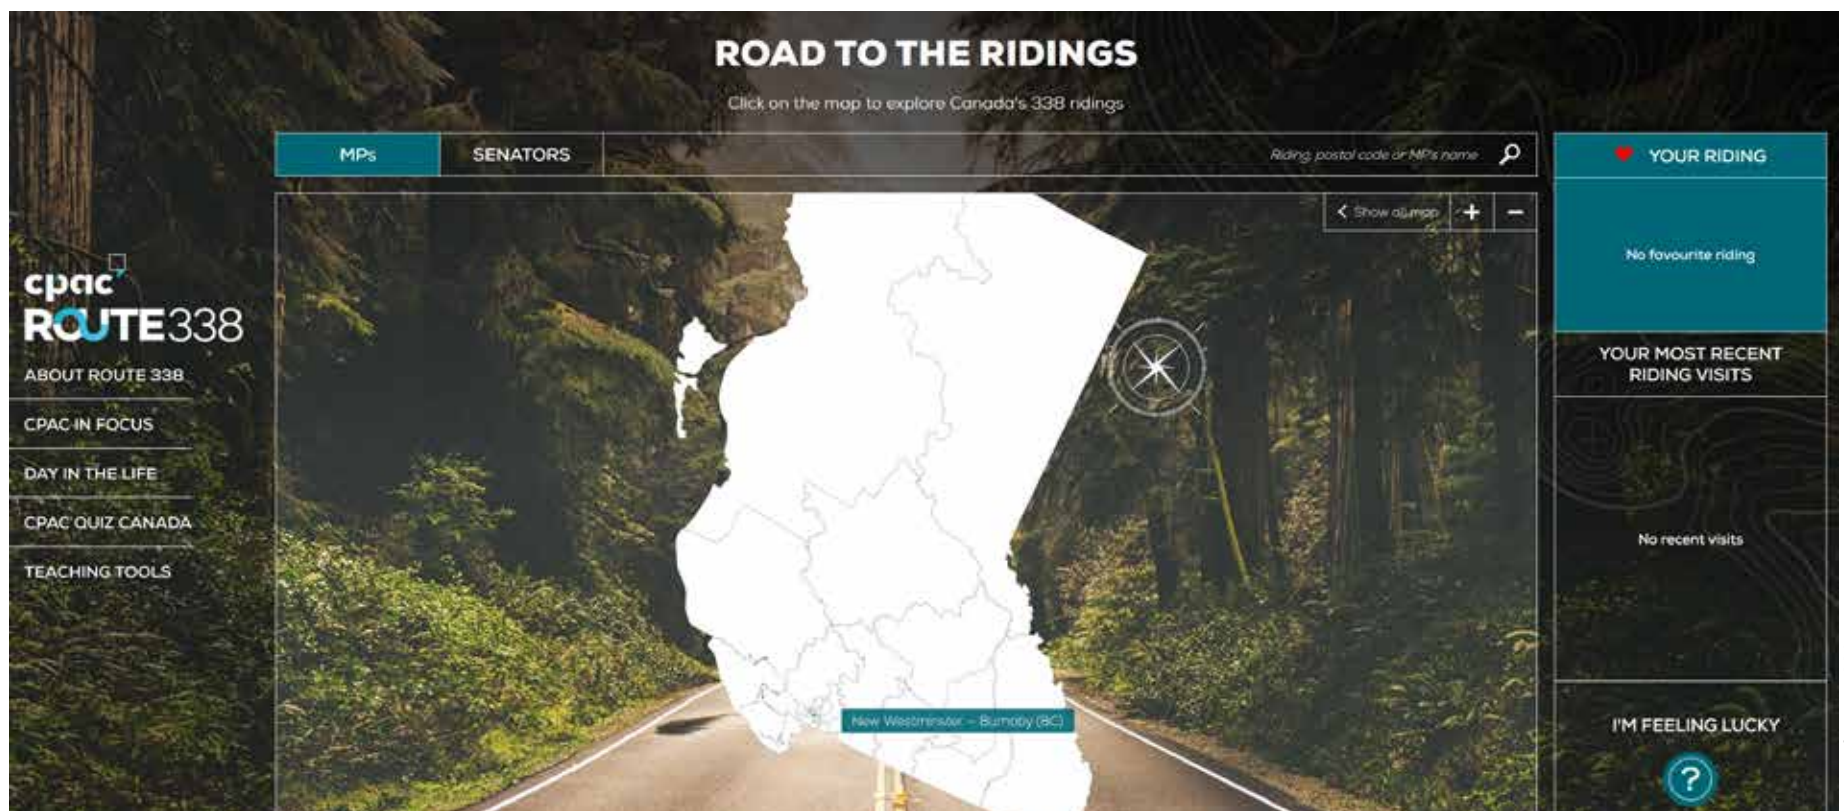 ROAD TO THE RIDINGS
Click on the map to explore Canada's 338 ridings
MPs
SENATORS
Riding, postal code or MP's name
YOUR RIDING
Show all map
+
−
No favourite riding
cpac
ROUTE338
ABOUT ROUTE 338
CPAC IN FOCUS
DAY IN THE LIFE
CPAC QUIZ CANADA
TEACHING TOOLS
YOUR MOST RECENT
RIDING VISITS
No recent visits
New Westminster – Burnaby (BC)
I'M FEELING LUCKY
?